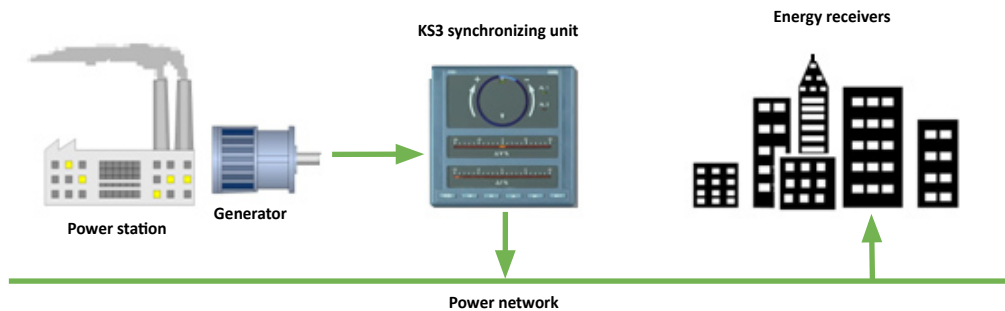 KS3 synchronizing unit
Energy receivers
Power station
Generator
Power network